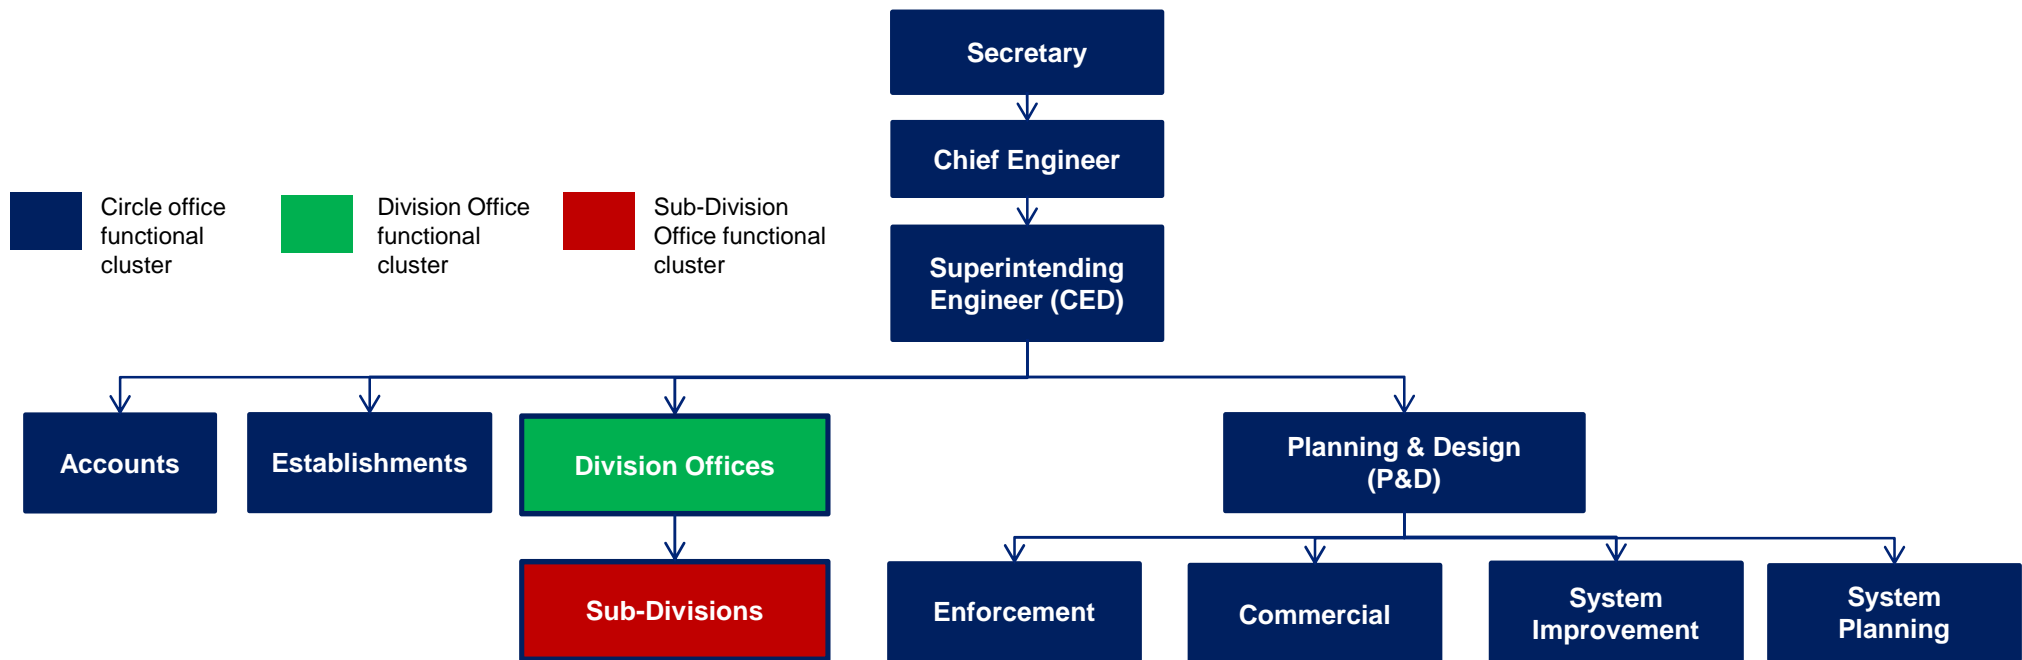 Secretary
Chief Engineer
Circle office
functional
cluster
Division Office
functional
cluster
Sub-Division
Office functional
cluster
Superintending
Engineer (CED)
Accounts
Establishments
Division Offices
Planning & Design
(P&D)
Sub-Divisions
Enforcement
Commercial
System
Improvement
System
Planning